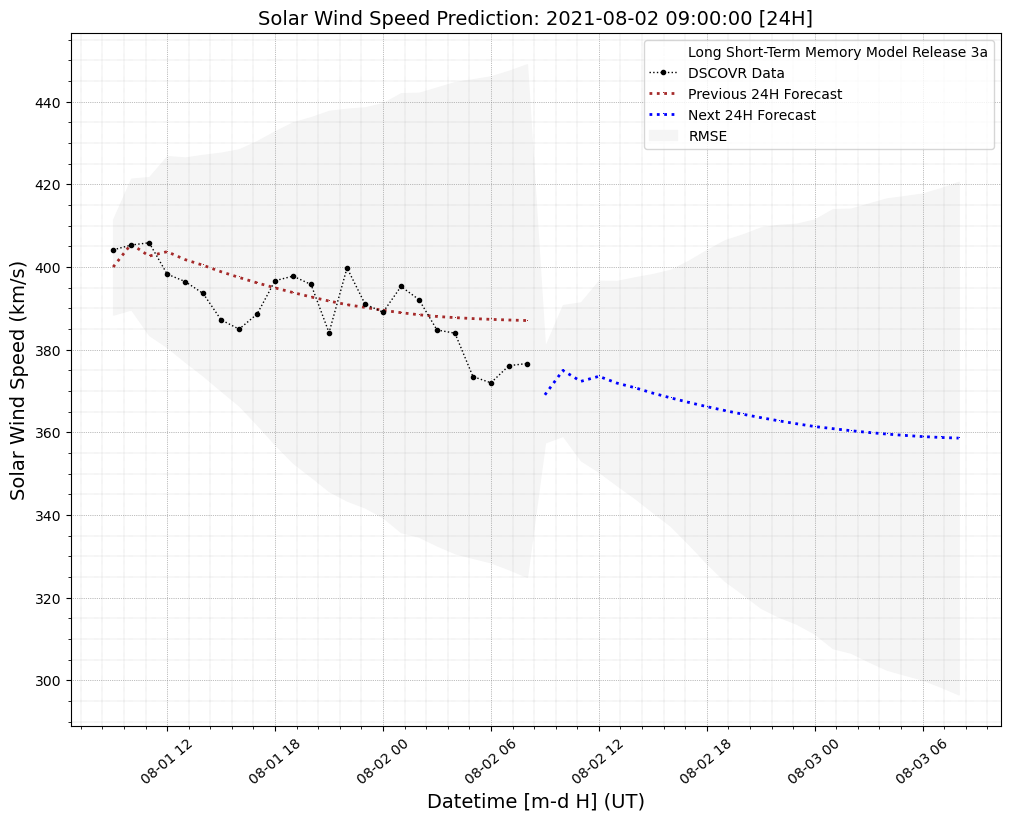 Solar Wind Speed Prediction: 2021-08-02 09:00:00 [24H]
Long Short-Term Memory Model Release 3a
DSCOVR Data
Previous 24H Forecast
Next 24H Forecast
RMSE
Solar Wind Speed (km/s)
440
420
400
380
360
340
320
300
08-01 12
08-01 18
08-02 00
08-02 06
08-02 12
08-02 18
08-03 00
08-03 06
Datetime [m-d H] (UT)